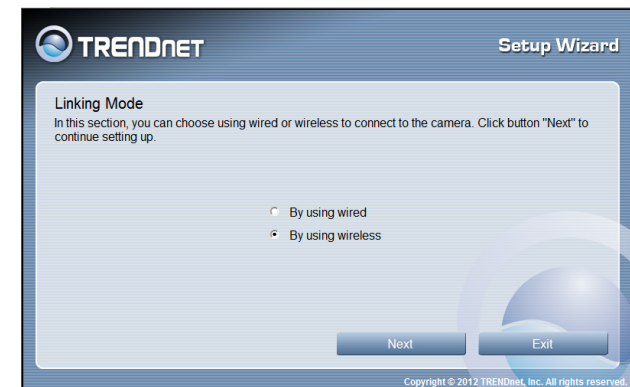 TRENDNET
Setup Wizard
Linking Mode
In this section, you can choose using wired or wireless to connect to the camera. Click button "Next" to
continue setting up.
By using wired
By using wireless
Next
Exit
Copyright © 2012 TRENDnet, Inc. All rights reserved.